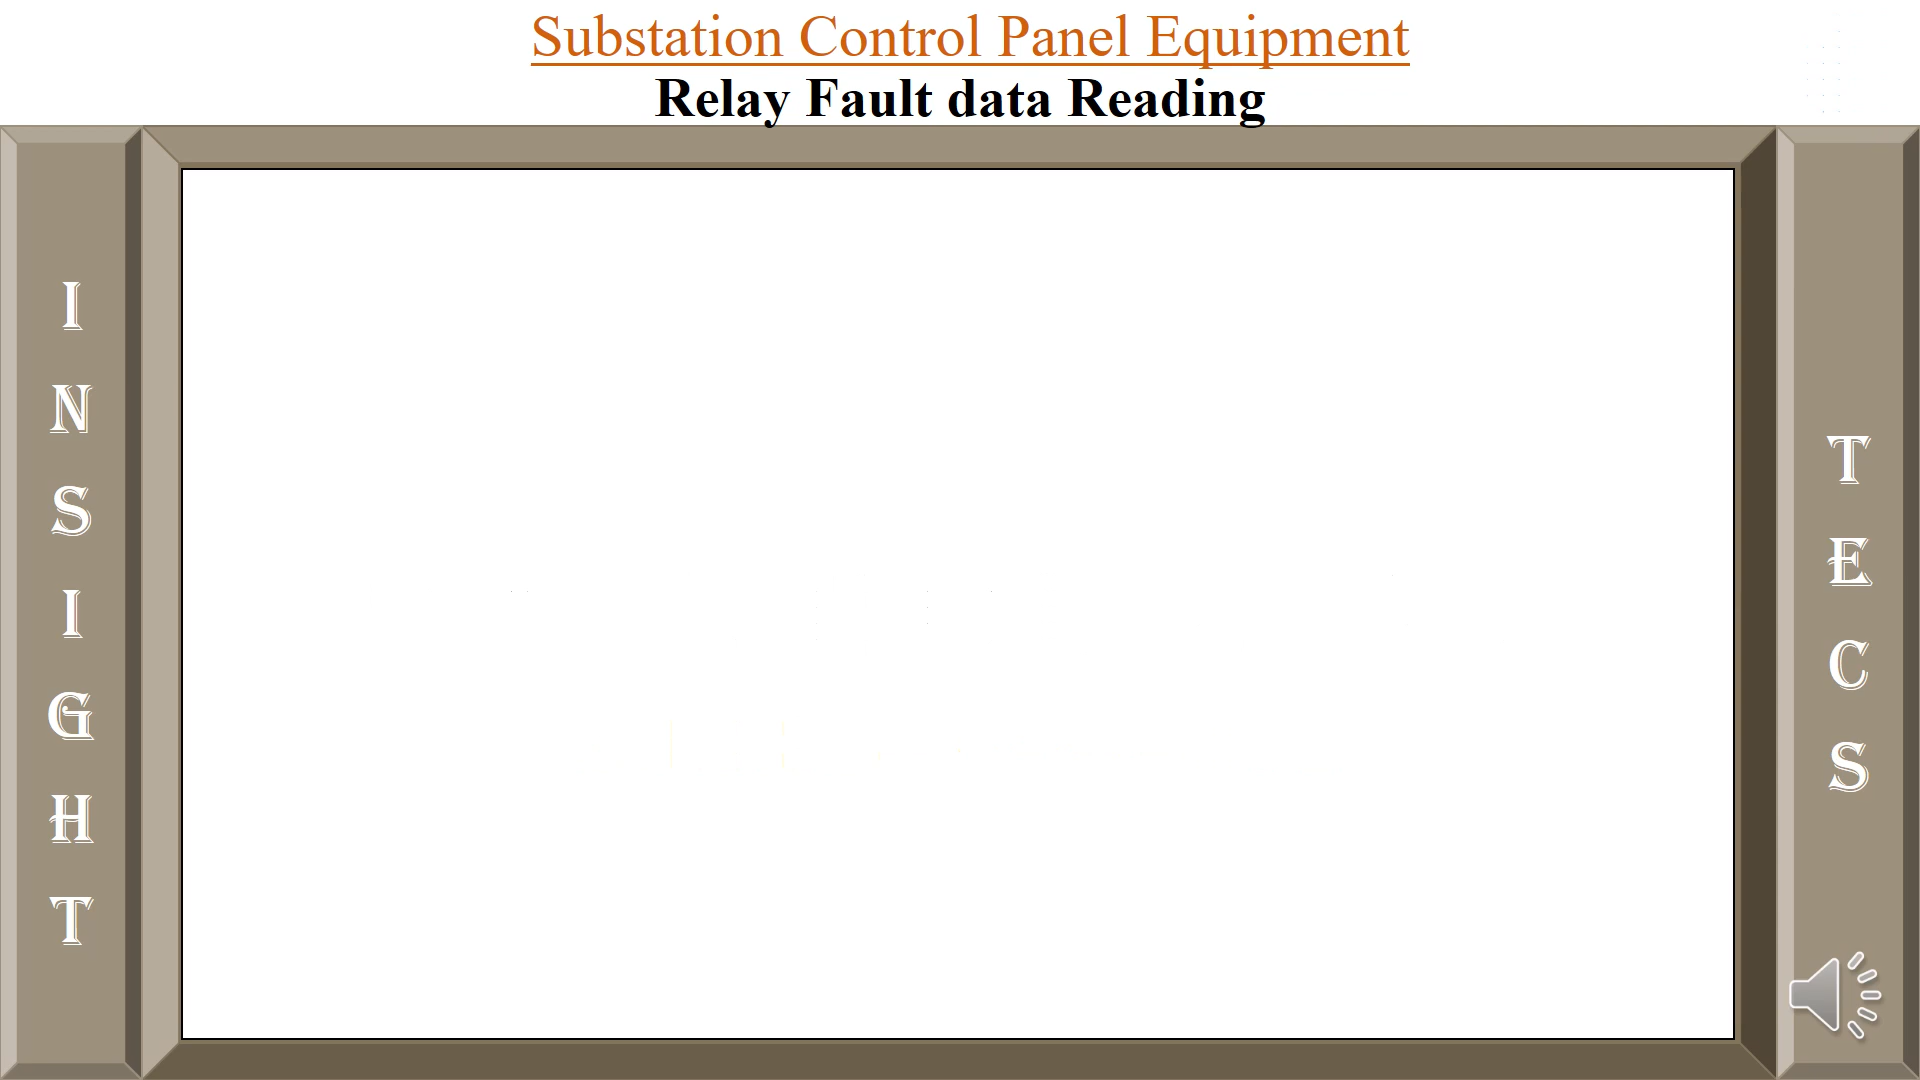 Substation Control Panel Equipment
Relay Fault data Reading
I
N
S
I
G
H
T
T
E
C
S